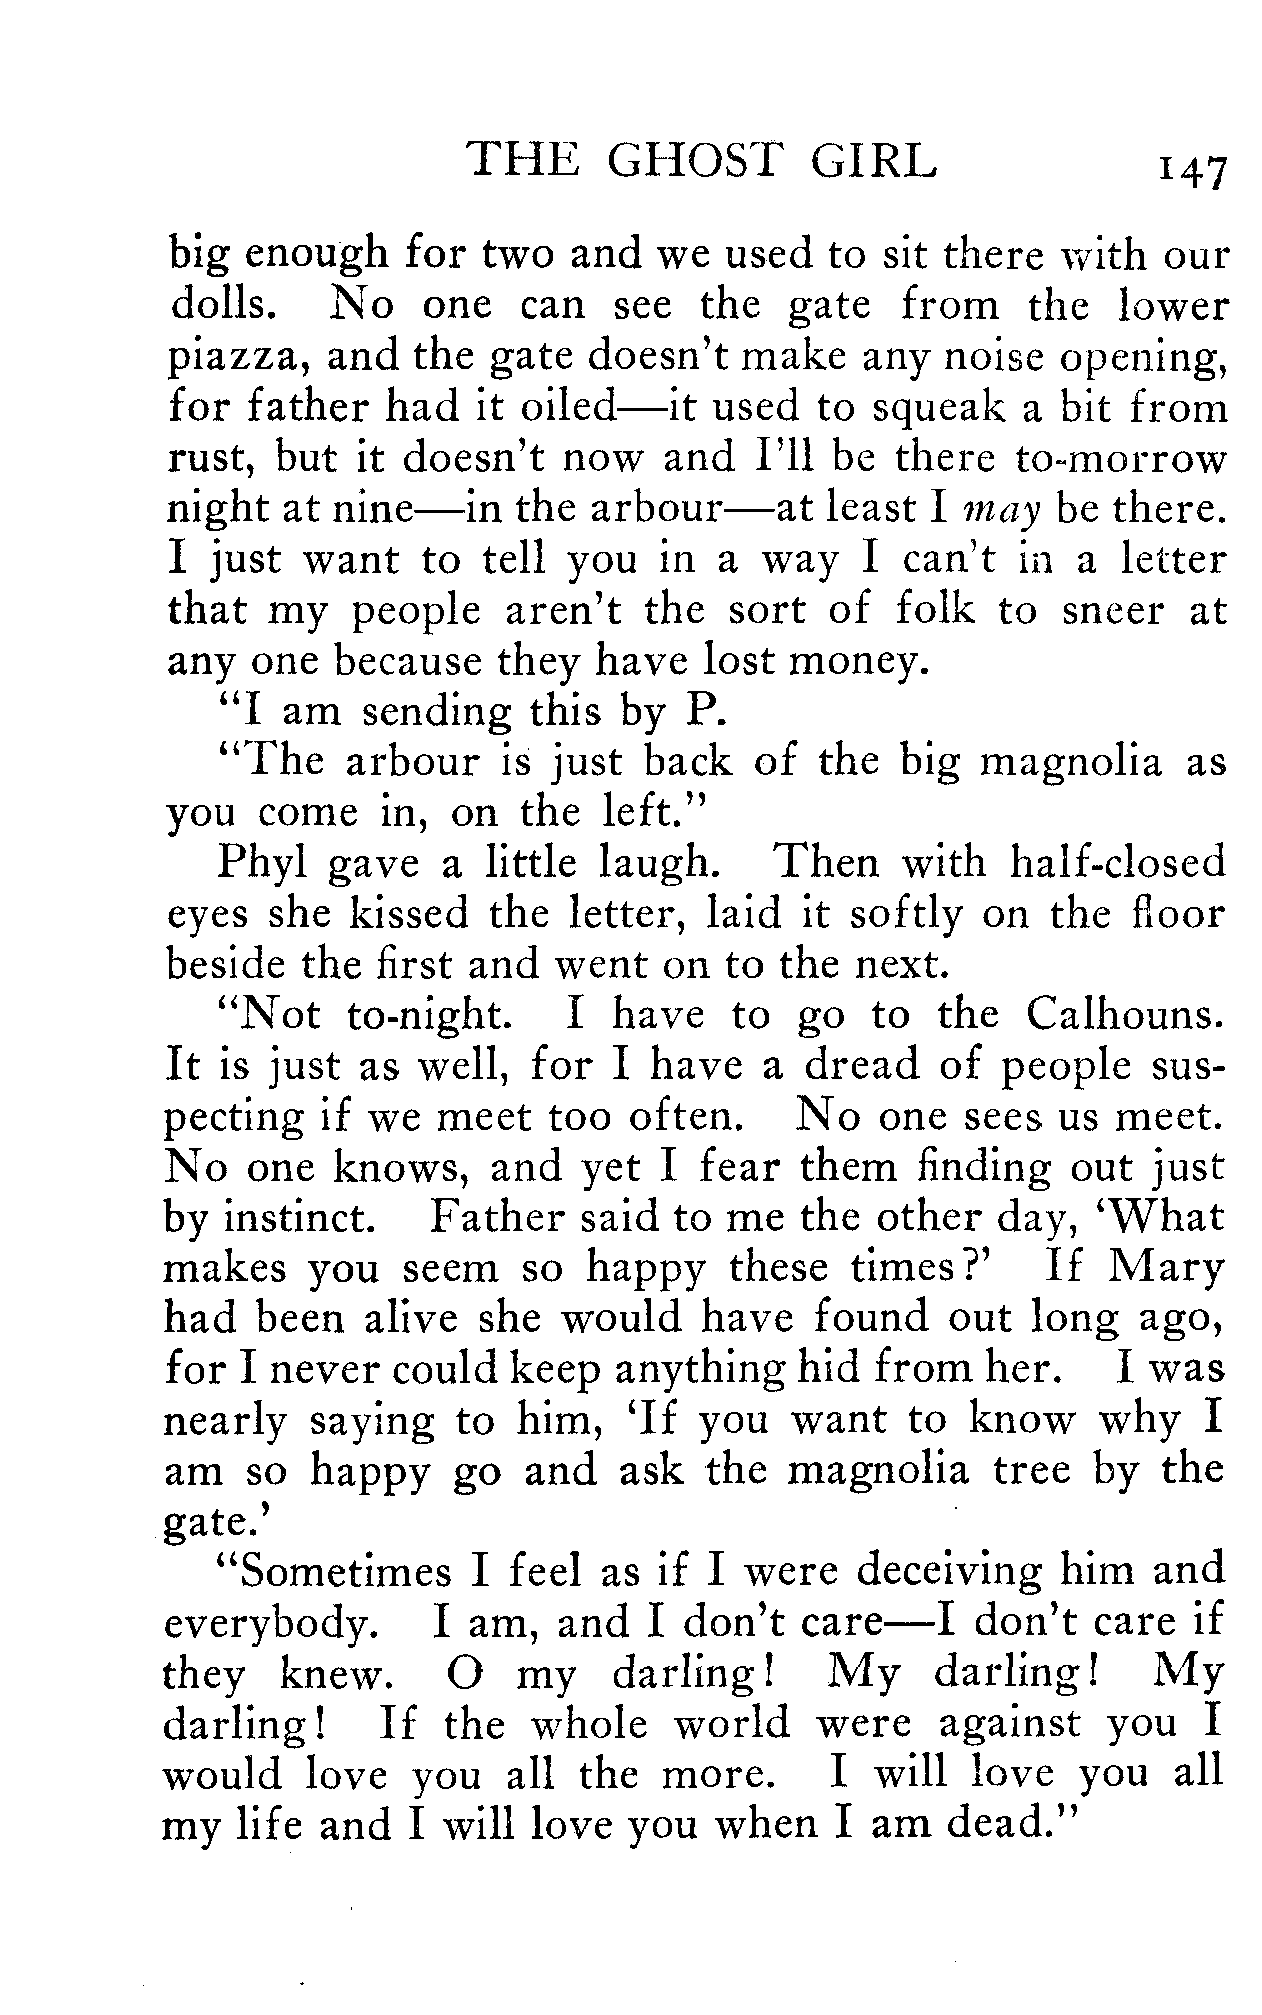 THE GHOST GIRL 147
big enough for two and we used to sit there with our
dolls. No one can see the gate from the lower
piazza, and the gate doesn't make any noise opening,
for father had it oiled—it used to squeak a bit from
rust, but it doesn't now and I'll be there to-morrow
night at nine—in the arbour—at least I may be there.
I just want to tell you in a way I can't in a letter
that my people aren't the sort of folk to sneer at
any one because they have lost money.
"I am sending this by P.
"The arbour is just back of the big magnolia as
you come in, on the left."
Phyl gave a little laugh. Then with half-closed
eyes she kissed the letter, laid it softly on the floor
beside the first and went on to the next.
"Not to-night. I have to go to the Calhouns.
It is just as well, for I have a dread of people sus-
pecting if we meet too often. No one sees us meet.
No one knows, and yet I fear them finding out just
by instinct. Father said to me the other day, 'What
makes you seem so happy these times?' If Mary
had been alive she would have found out long ago,
for I never could keep anything hid from her. I was
nearly saying to him, 'If you want to know why I
am so happy go and ask the magnolia tree by the
gate.'
"Sometimes I feel as if I were deceiving him and
everybody. I am, and I don't care—I don't care if
they knew. O my darling! My darling! My
darling! If the whole world were against you I
would love you all the more. I will love you all
my life and I will love you when I am dead."